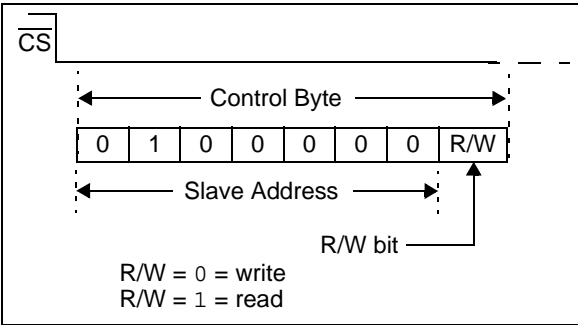 CS
Control Byte
0 1 0 0 0 0 0 R/W
Slave Address
R/W bit
R/W = 0 = write
R/W = 1 = read